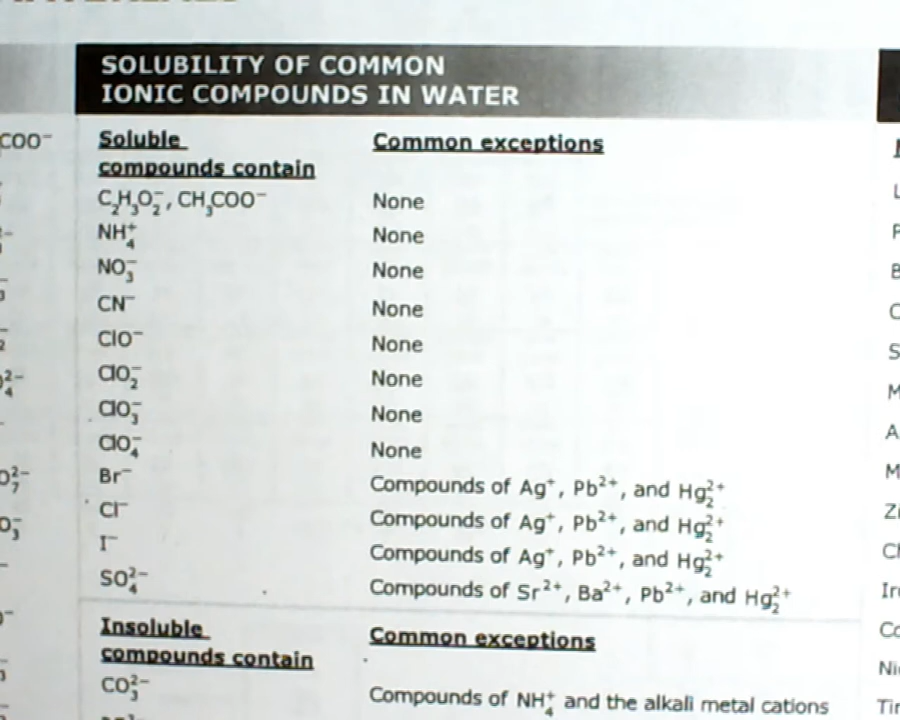 SOLUBILITY OF COMMON
IONIC COMPOUNDS IN WATER
Soluble compounds contain
Common exceptions
C₂H₃O₂⁻, CH₃COO⁻ None
NH₄⁺ None
NO₃⁻ None
CN⁻ None
ClO⁻ None
ClO₂⁻ None
ClO₃⁻ None
ClO₄⁻ None
Br⁻ Compounds of Ag⁺, Pb²⁺, and Hg₂²⁺
Cl⁻ Compounds of Ag⁺, Pb²⁺, and Hg₂²⁺
I⁻ Compounds of Ag⁺, Pb²⁺, and Hg₂²⁺
SO₄²⁻ Compounds of Sr²⁺, Ba²⁺, Pb²⁺, and Hg₂²⁺
Insoluble compounds contain
Common exceptions
CO₃²⁻ Compounds of NH₄⁺ and the alkali metal cations